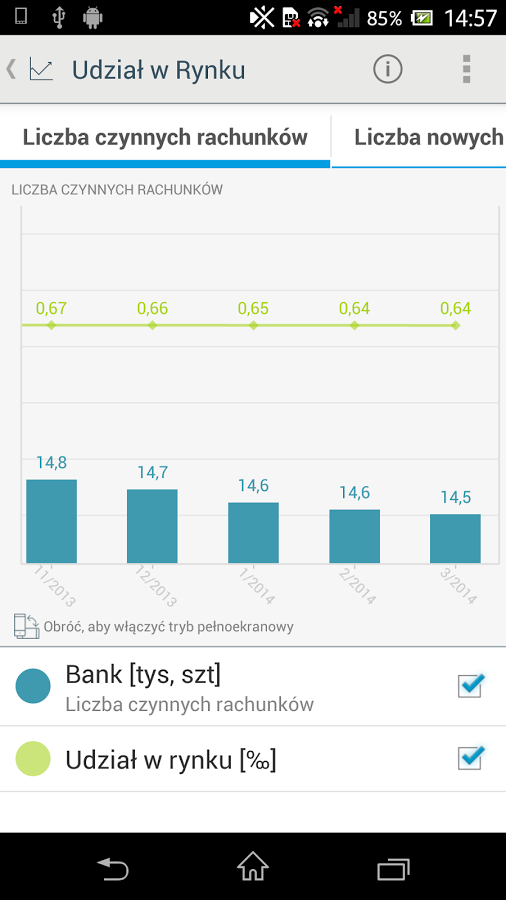 85% 14:57
Udział w Rynku
Liczba czynnych rachunków Liczba nowych
LICZBA CZYNNYCH RACHUNKÓW
0,67 0,66 0,65 0,64 0,64
14,8 14,7 14,6 14,6 14,5
11/2013 12/2013 1/2014 2/2014 3/2014
Obróć, aby włączyć tryb pełnoekranowy
Bank [tys, szt]
Liczba czynnych rachunków
Udział w rynku [‰]